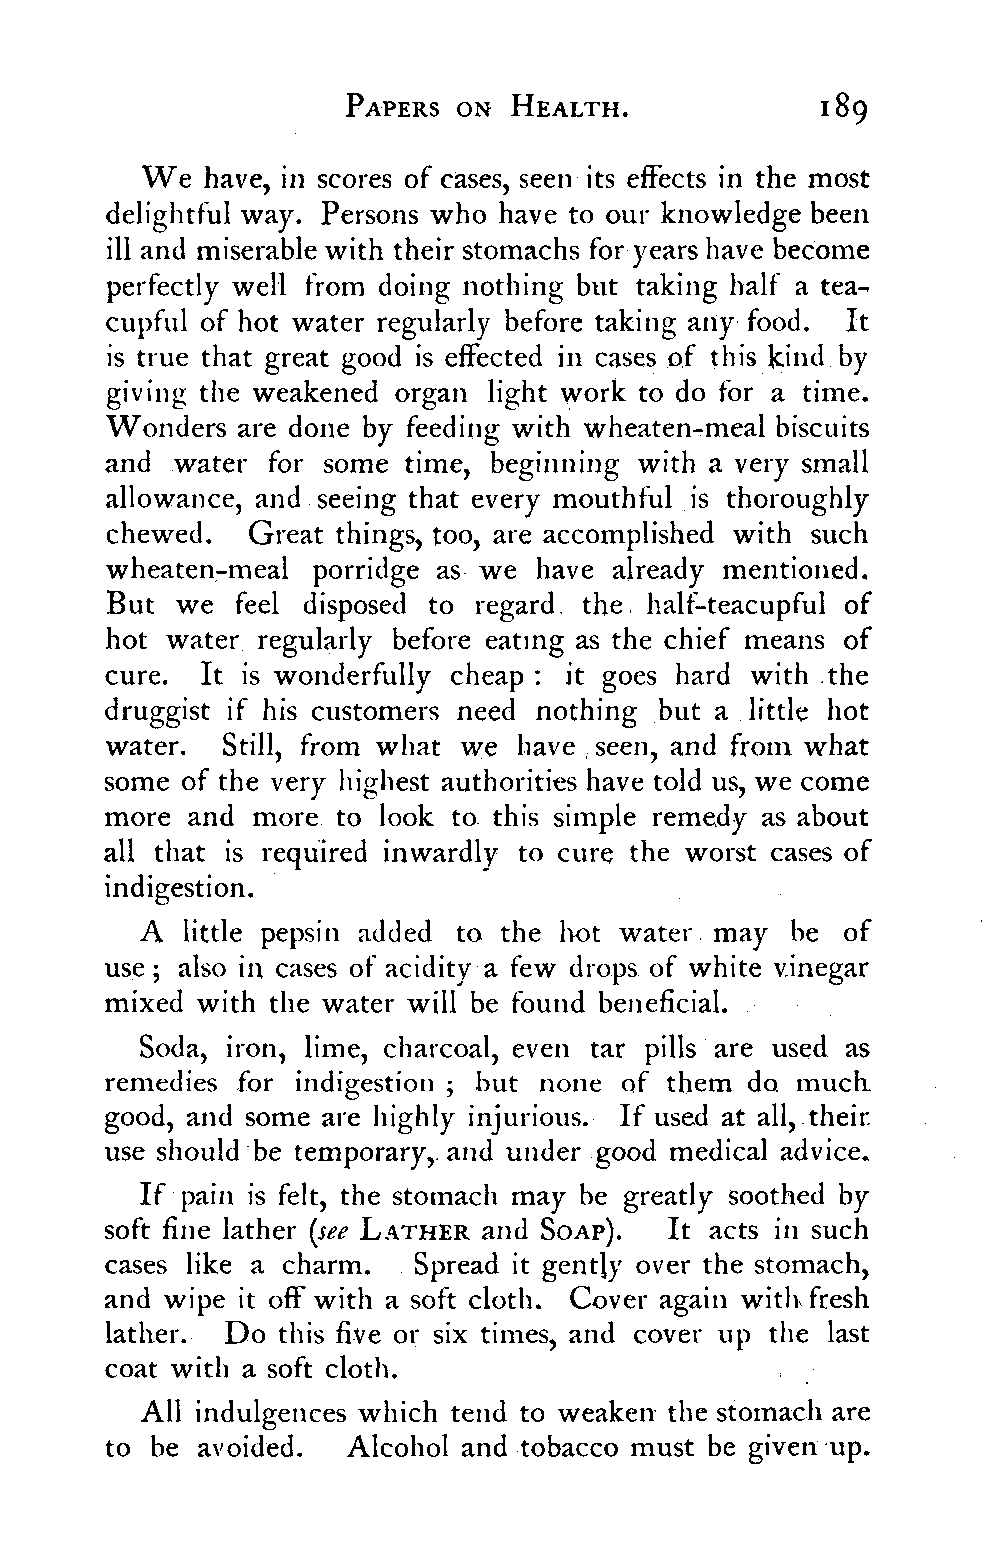 Papers on Health. 189
We have, in scores of cases, seen its effects in the most
delightful way. Persons who have to our knowledge been
ill and miserable with their stomachs for years have become
perfectly well from doing nothing but taking half a tea-
cupful of hot water regularly before taking any food. It
is true that great good is effected in cases of this kind by
giving the weakened organ light work to do for a time.
Wonders are done by feeding with wheaten-meal biscuits
and water for some time, beginning with a very small
allowance, and seeing that every mouthful is thoroughly
chewed. Great things, too, are accomplished with such
wheaten-meal porridge as we have already mentioned.
But we feel disposed to regard the half-teacupful of
hot water regularly before eating as the chief means of
cure. It is wonderfully cheap : it goes hard with the
druggist if his customers need nothing but a little hot
water. Still, from what we have seen, and from what
some of the very highest authorities have told us, we come
more and more to look to this simple remedy as about
all that is required inwardly to cure the worst cases of
indigestion.
A little pepsin added to the hot water may be of
use ; also in cases of acidity a few drops of white vinegar
mixed with the water will be found beneficial.
Soda, iron, lime, charcoal, even tar pills are used as
remedies for indigestion ; but none of them do much
good, and some are highly injurious. If used at all, their
use should be temporary, and under good medical advice.
If pain is felt, the stomach may be greatly soothed by
soft fine lather (see Lather and Soap). It acts in such
cases like a charm. Spread it gently over the stomach,
and wipe it off with a soft cloth. Cover again with fresh
lather. Do this five or six times, and cover up the last
coat with a soft cloth.
All indulgences which tend to weaken the stomach are
to be avoided. Alcohol and tobacco must be given up.